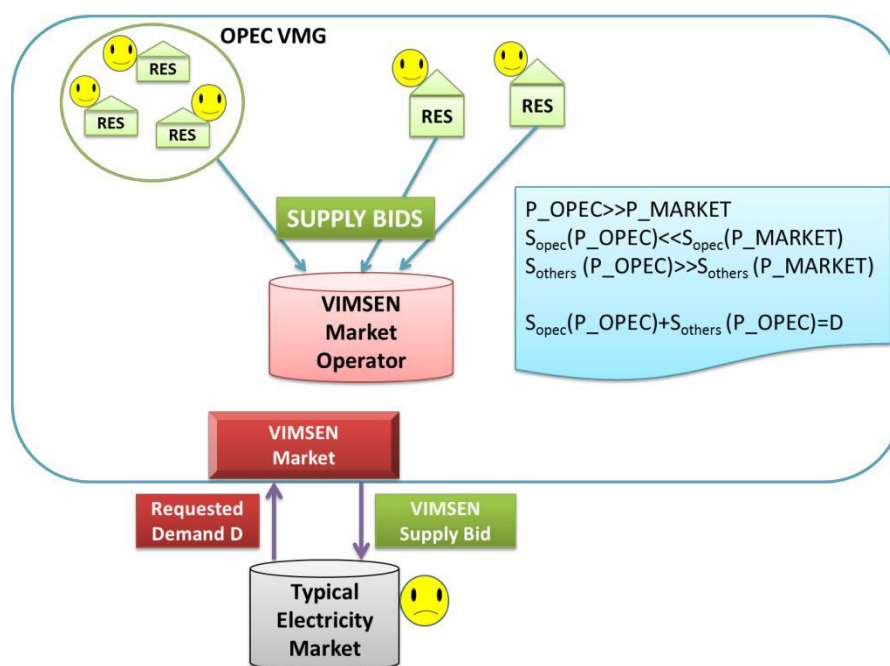 OPEC VMG
RES
RES
RES
RES
RES
SUPPLY BIDS
VIMSEN
Market
Operator
P_OPEC>>P_MARKET
Sopec(P_OPEC)<<Sopec(P_MARKET)
Sothers (P_OPEC)>>Sothers (P_MARKET)
Sopec(P_OPEC)+Sothers (P_OPEC)=D
VIMSEN
Market
Requested
Demand D
VIMSEN
Supply Bid
Typical
Electricity
Market